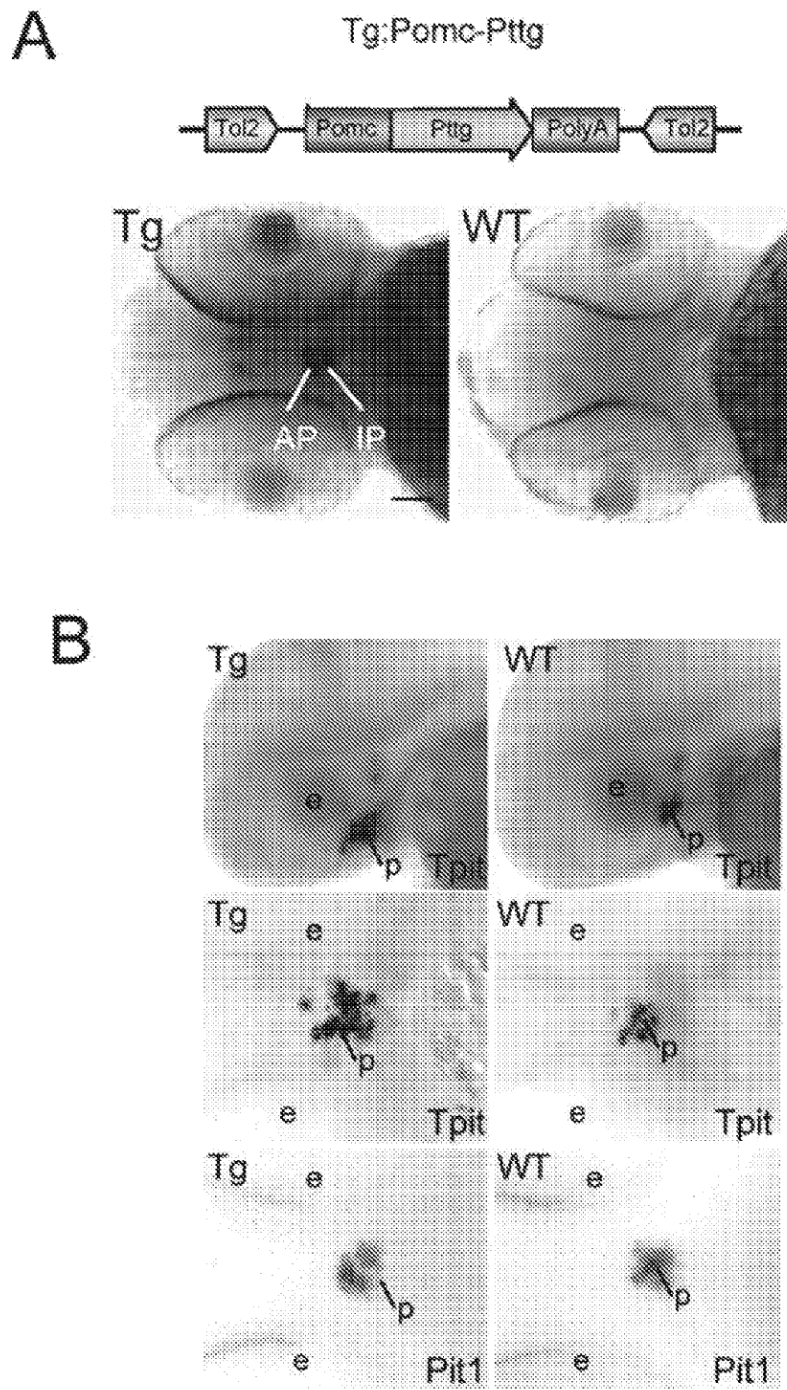 A
Tg:Pomc-Pttg
Tol2 Pomc Pttg PolyA Tol2
Tg WT
AP IP
B
Tg WT
e e
p p
Tpit Tpit
Tg WT
e e
p p
e e
Tpit Tpit
Tg WT
e e
p p
e e
Pit1 Pit1